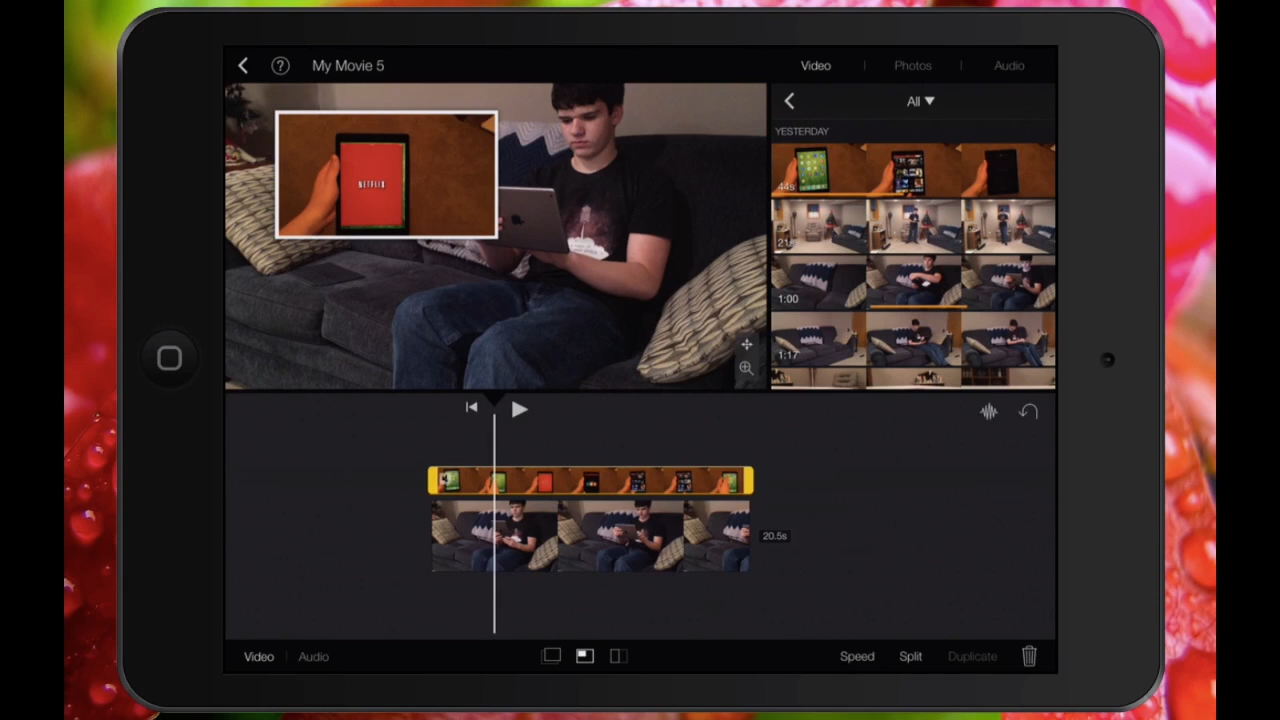 My Movie 5
Video
Photos
Audio
All
YESTERDAY
NETFLIX
44s
21s
1:00
1:17
20.5s
Video
Audio
Speed
Split
Duplicate